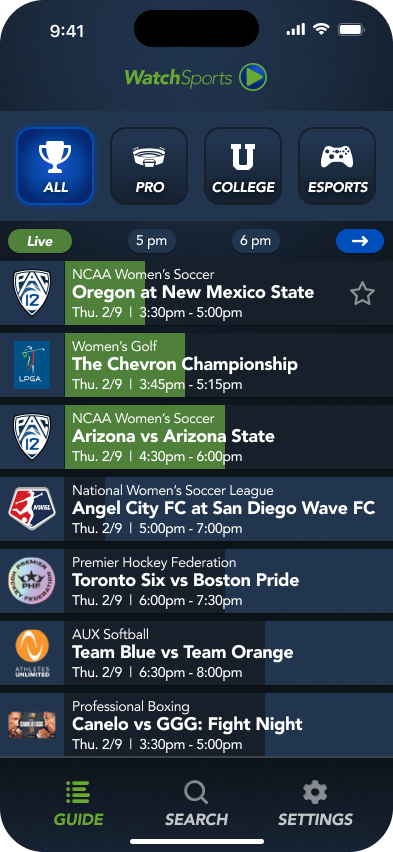 9:41
WatchSports
ALL
PRO
COLLEGE
ESPORTS
Live
5 pm
6 pm
PAC 12
NCAA Women's Soccer
Oregon at New Mexico State
Thu. 2/9 | 3:30pm - 5:00pm
LPGA
Women's Golf
The Chevron Championship
Thu. 2/9 | 3:45pm - 5:15pm
PAC 12
NCAA Women's Soccer
Arizona vs Arizona State
Thu. 2/9 | 4:30pm - 6:00pm
NWSL
National Women's Soccer League
Angel City FC at San Diego Wave FC
Thu. 2/9 | 5:00pm - 7:00pm
PREMIER HOCKEY FEDERATION
PHF
Premier Hockey Federation
Toronto Six vs Boston Pride
Thu. 2/9 | 6:00pm - 7:30pm
ATHLETES
UNLIMITED
AUX Softball
Team Blue vs Team Orange
Thu. 2/9 | 6:30pm - 8:00pm
CANELO GGG
Professional Boxing
Canelo vs GGG: Fight Night
Thu. 2/9 | 3:30pm - 5:00pm
GUIDE
SEARCH
SETTINGS